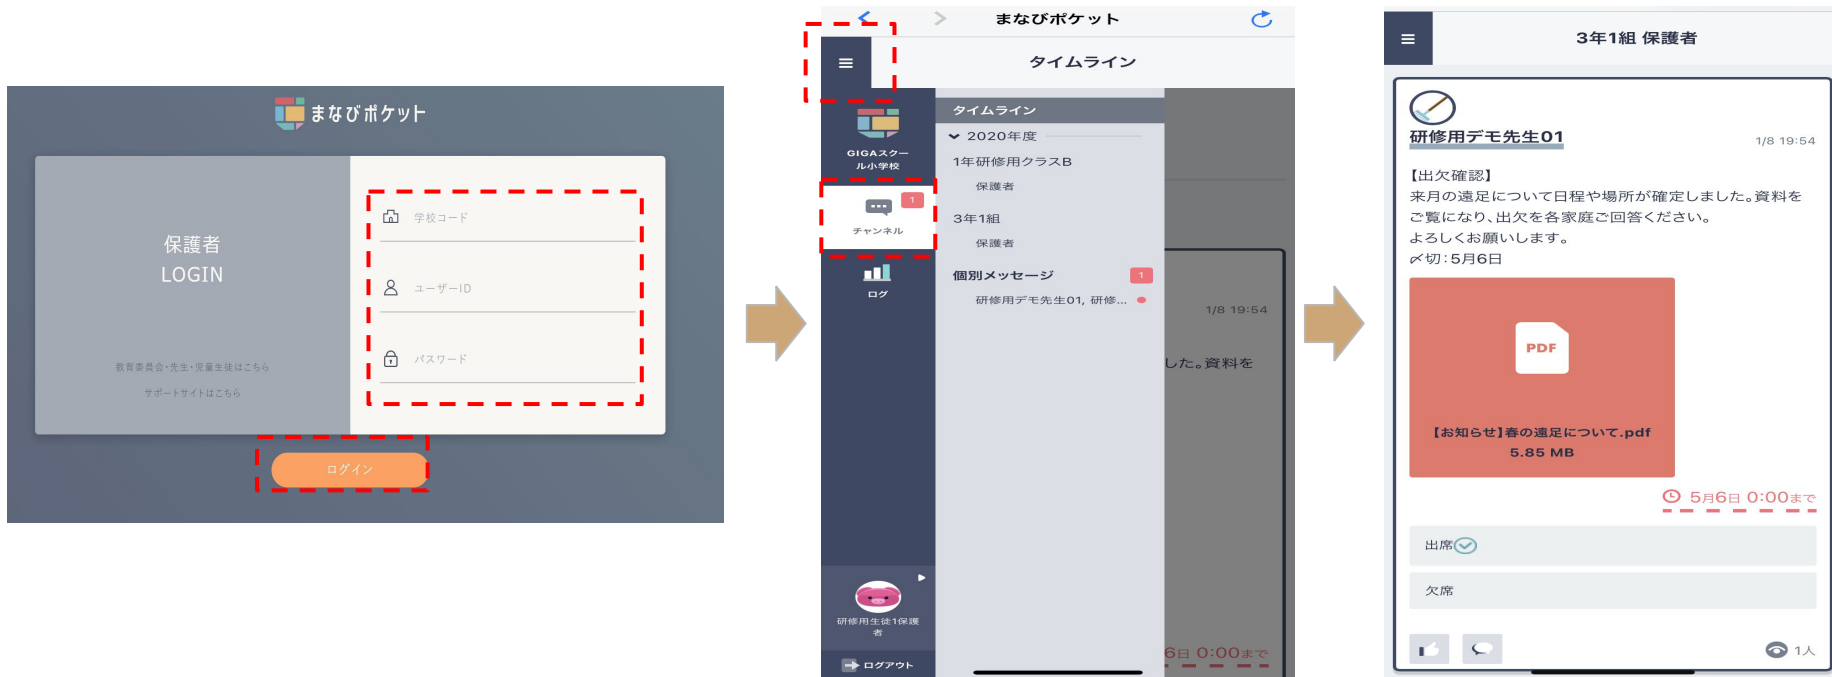 まなびポケット
保護者
LOGIN
教育委員会・先生・児童生徒はこちら
サポートサイトはこちら
学校コード
ユーザーID
パスワード
ログイン
まなびポケット
タイムライン
GIGAスクー
ル小学校
1
チャンネル
ログ
研修用生徒1保護
者
ログアウト
タイムライン
2020年度
1年研修用クラスB
保護者
3年1組
保護者
個別メッセージ
1
研修用デモ先生01, 研修...
1/8 19:54
した。資料を
6日 0:00まで
3年1組 保護者
研修用デモ先生01
1/8 19:54
【出欠確認】
来月の遠足について日程や場所が確定しました。資料を
ご覧になり、出欠を各家庭ご回答ください。
よろしくお願いします。
〆切:5月6日
PDF
【お知らせ】春の遠足について.pdf
5.85 MB
5月6日 0:00まで
出席
欠席
1人